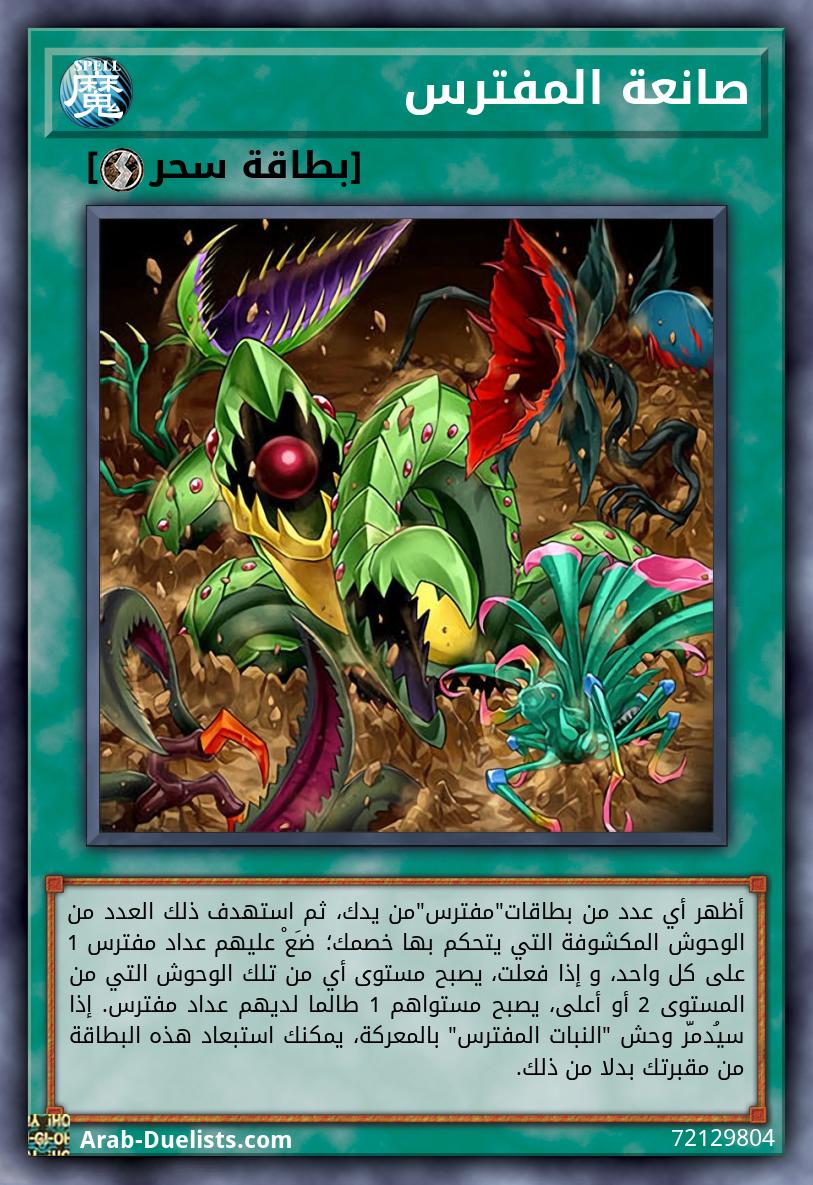 صانعة المفترس
SPELL
魔
[بطاقة سحر]
أظهر أي عدد من بطاقات"مفترس"من يدك، ثم استهدف ذلك العدد من
الوحوش المكشوفة التي يتحكم بها خصمك؛ ضَعْ عليهم عداد مفترس 1
على كل واحد، و إذا فعلت، يصبح مستوى أي من تلك الوحوش التي من
المستوى 2 أو أعلى، يصبح مستواهم 1 طالما لديهم عداد مفترس. إذا
سيُدمرّ وحش "النبات المفترس" بالمعركة، يمكنك استبعاد هذه البطاقة
من مقبرتك بدلا من ذلك.
Arab-Duelists.com
72129804